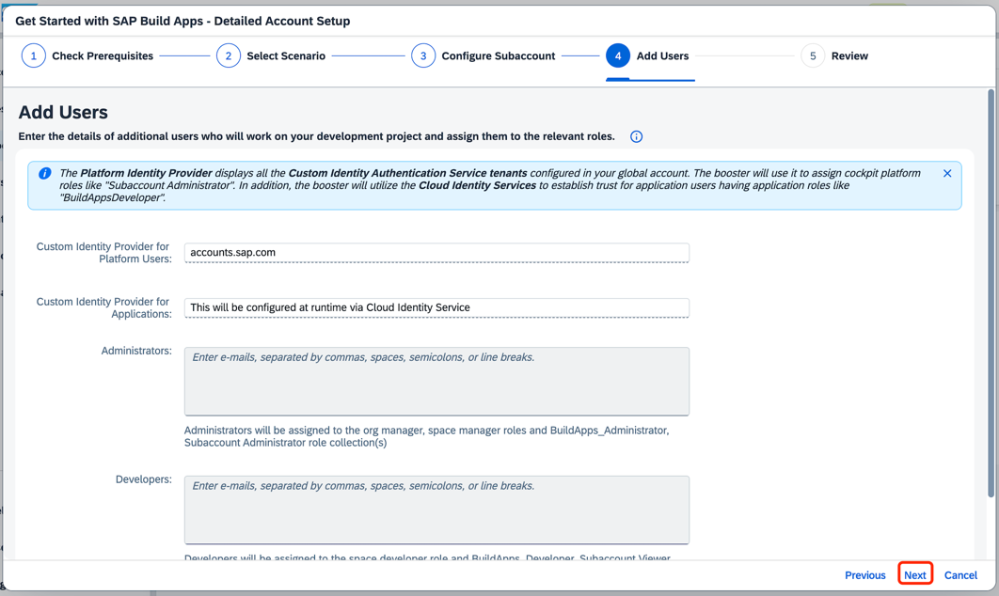 Get Started with SAP Build Apps - Detailed Account Setup
1 Check Prerequisites 2 Select Scenario 3 Configure Subaccount 4 Add Users 5 Review
Add Users
Enter the details of additional users who will work on your development project and assign them to the relevant roles.
The Platform Identity Provider displays all the Custom Identity Authentication Service tenants configured in your global account. The booster will use it to assign cockpit platform
roles like "Subaccount Administrator". In addition, the booster will utilize the Cloud Identity Services to establish trust for application users having application roles like
"BuildAppsDeveloper".
Custom Identity Provider for
Platform Users:
accounts.sap.com
Custom Identity Provider for
Applications:
This will be configured at runtime via Cloud Identity Service
Administrators:
Enter e-mails, separated by commas, spaces, semicolons, or line breaks.
Administrators will be assigned to the org manager, space manager roles and BuildApps_Administrator,
Subaccount Administrator role collection(s)
Developers:
Enter e-mails, separated by commas, spaces, semicolons, or line breaks.
Developers will be assigned to the space developer role and BuildApps_Developer, Subaccount Viewer
Previous Next Cancel